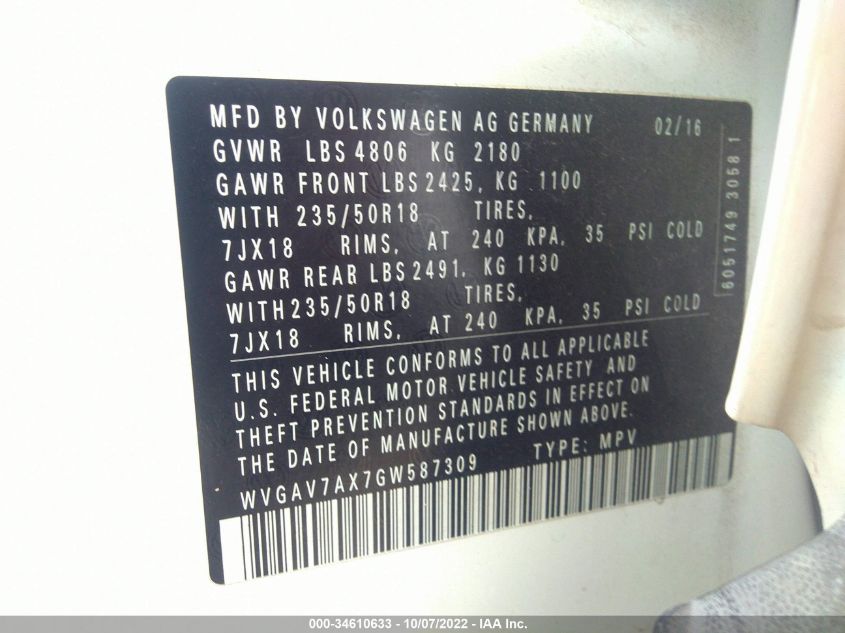 MFD BY VOLKSWAGEN AG GERMANY 02/16
GVWR LBS 4806 KG 2180
GAWR FRONT LBS 2425, KG 1100
WITH 235/50R18 TIRES,
7JX18 RIMS, AT 240 KPA, 35 PSI COLD
GAWR REAR LBS 2491, KG 1130
WITH 235/50R18 TIRES,
7JX18 RIMS, AT 240 KPA, 35 PSI COLD
THIS VEHICLE CONFORMS TO ALL APPLICABLE
U.S. FEDERAL MOTOR VEHICLE SAFETY AND
THEFT PREVENTION STANDARDS IN EFFECT ON
THE DATE OF MANUFACTURE SHOWN ABOVE.
WVGAV7AX7GW587309 TYPE: MPV
6051749 3058 1
000-34610633 - 10/07/2022 - IAA Inc.